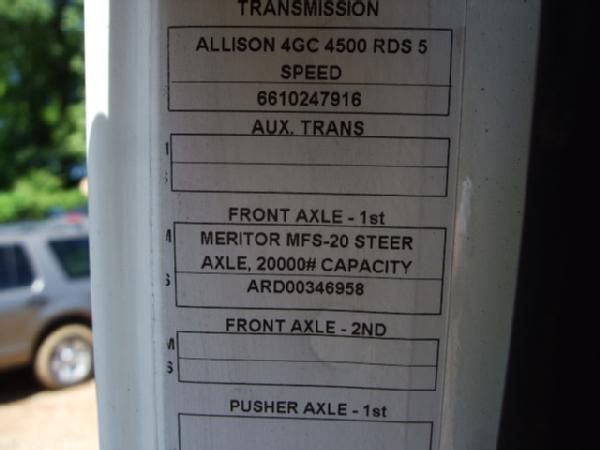 TRANSMISSION
ALLISON 4GC 4500 RDS 5
SPEED
6610247916
AUX. TRANS
FRONT AXLE - 1st
M
MERITOR MFS-20 STEER
AXLE, 20000# CAPACITY
S
ARD00346958
FRONT AXLE - 2ND
M
S
PUSHER AXLE - 1st